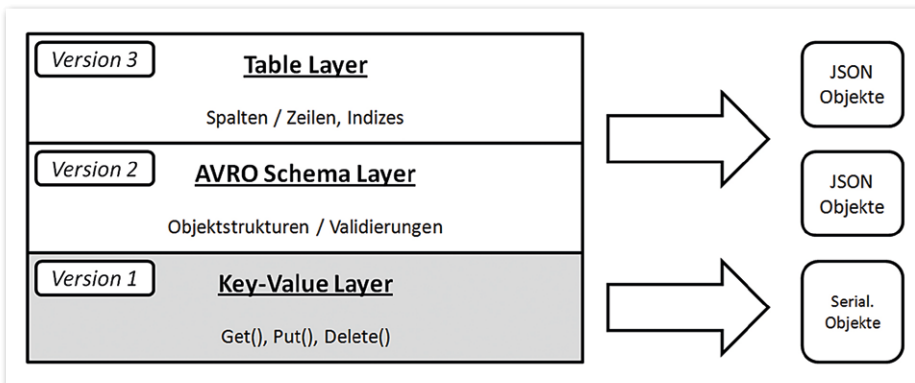 Version 3
Table Layer
Spalten / Zeilen, Indizes
Version 2
AVRO Schema Layer
Objektstrukturen / Validierungen
Version 1
Key-Value Layer
Get(), Put(), Delete()
JSON
Objekte
JSON
Objekte
Serial.
Objekte